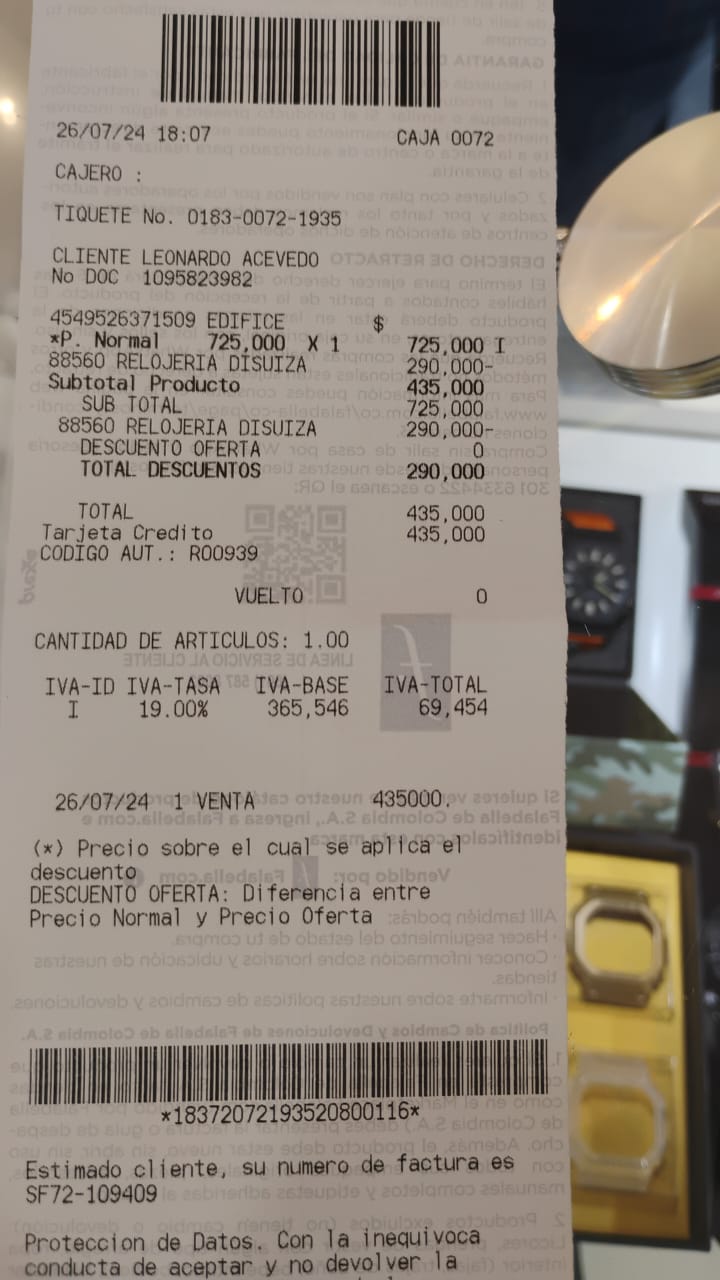 26/07/24 18:07 CAJA 0072
CAJERO :
TIQUETE No. 0183-0072-1935
CLIENTE LEONARDO ACEVEDO
No DOC 1095823982
4549526371509 EDIFICE $
*P. Normal 725,000 X 1 725,000 I
88560 RELOJERIA DISUIZA 290,000-
Subtotal Producto 435,000
SUB TOTAL 725,000
88560 RELOJERIA DISUIZA 290,000-
DESCUENTO OFERTA 0
TOTAL DESCUENTOS 290,000
TOTAL 435,000
Tarjeta Credito 435,000
CODIGO AUT.: R00939
VUELTO 0
CANTIDAD DE ARTICULOS: 1.00
IVA-ID IVA-TASA IVA-BASE IVA-TOTAL
I 19.00% 365,546 69,454
26/07/24 1 VENTA 435000.
(*) Precio sobre el cual se aplica el
descuento
DESCUENTO OFERTA: Diferencia entre
Precio Normal y Precio Oferta
*18372072193520800116*
Estimado cliente, su numero de factura es
SF72-109409
Proteccion de Datos. Con la inequivoca
conducta de aceptar y no devolver la